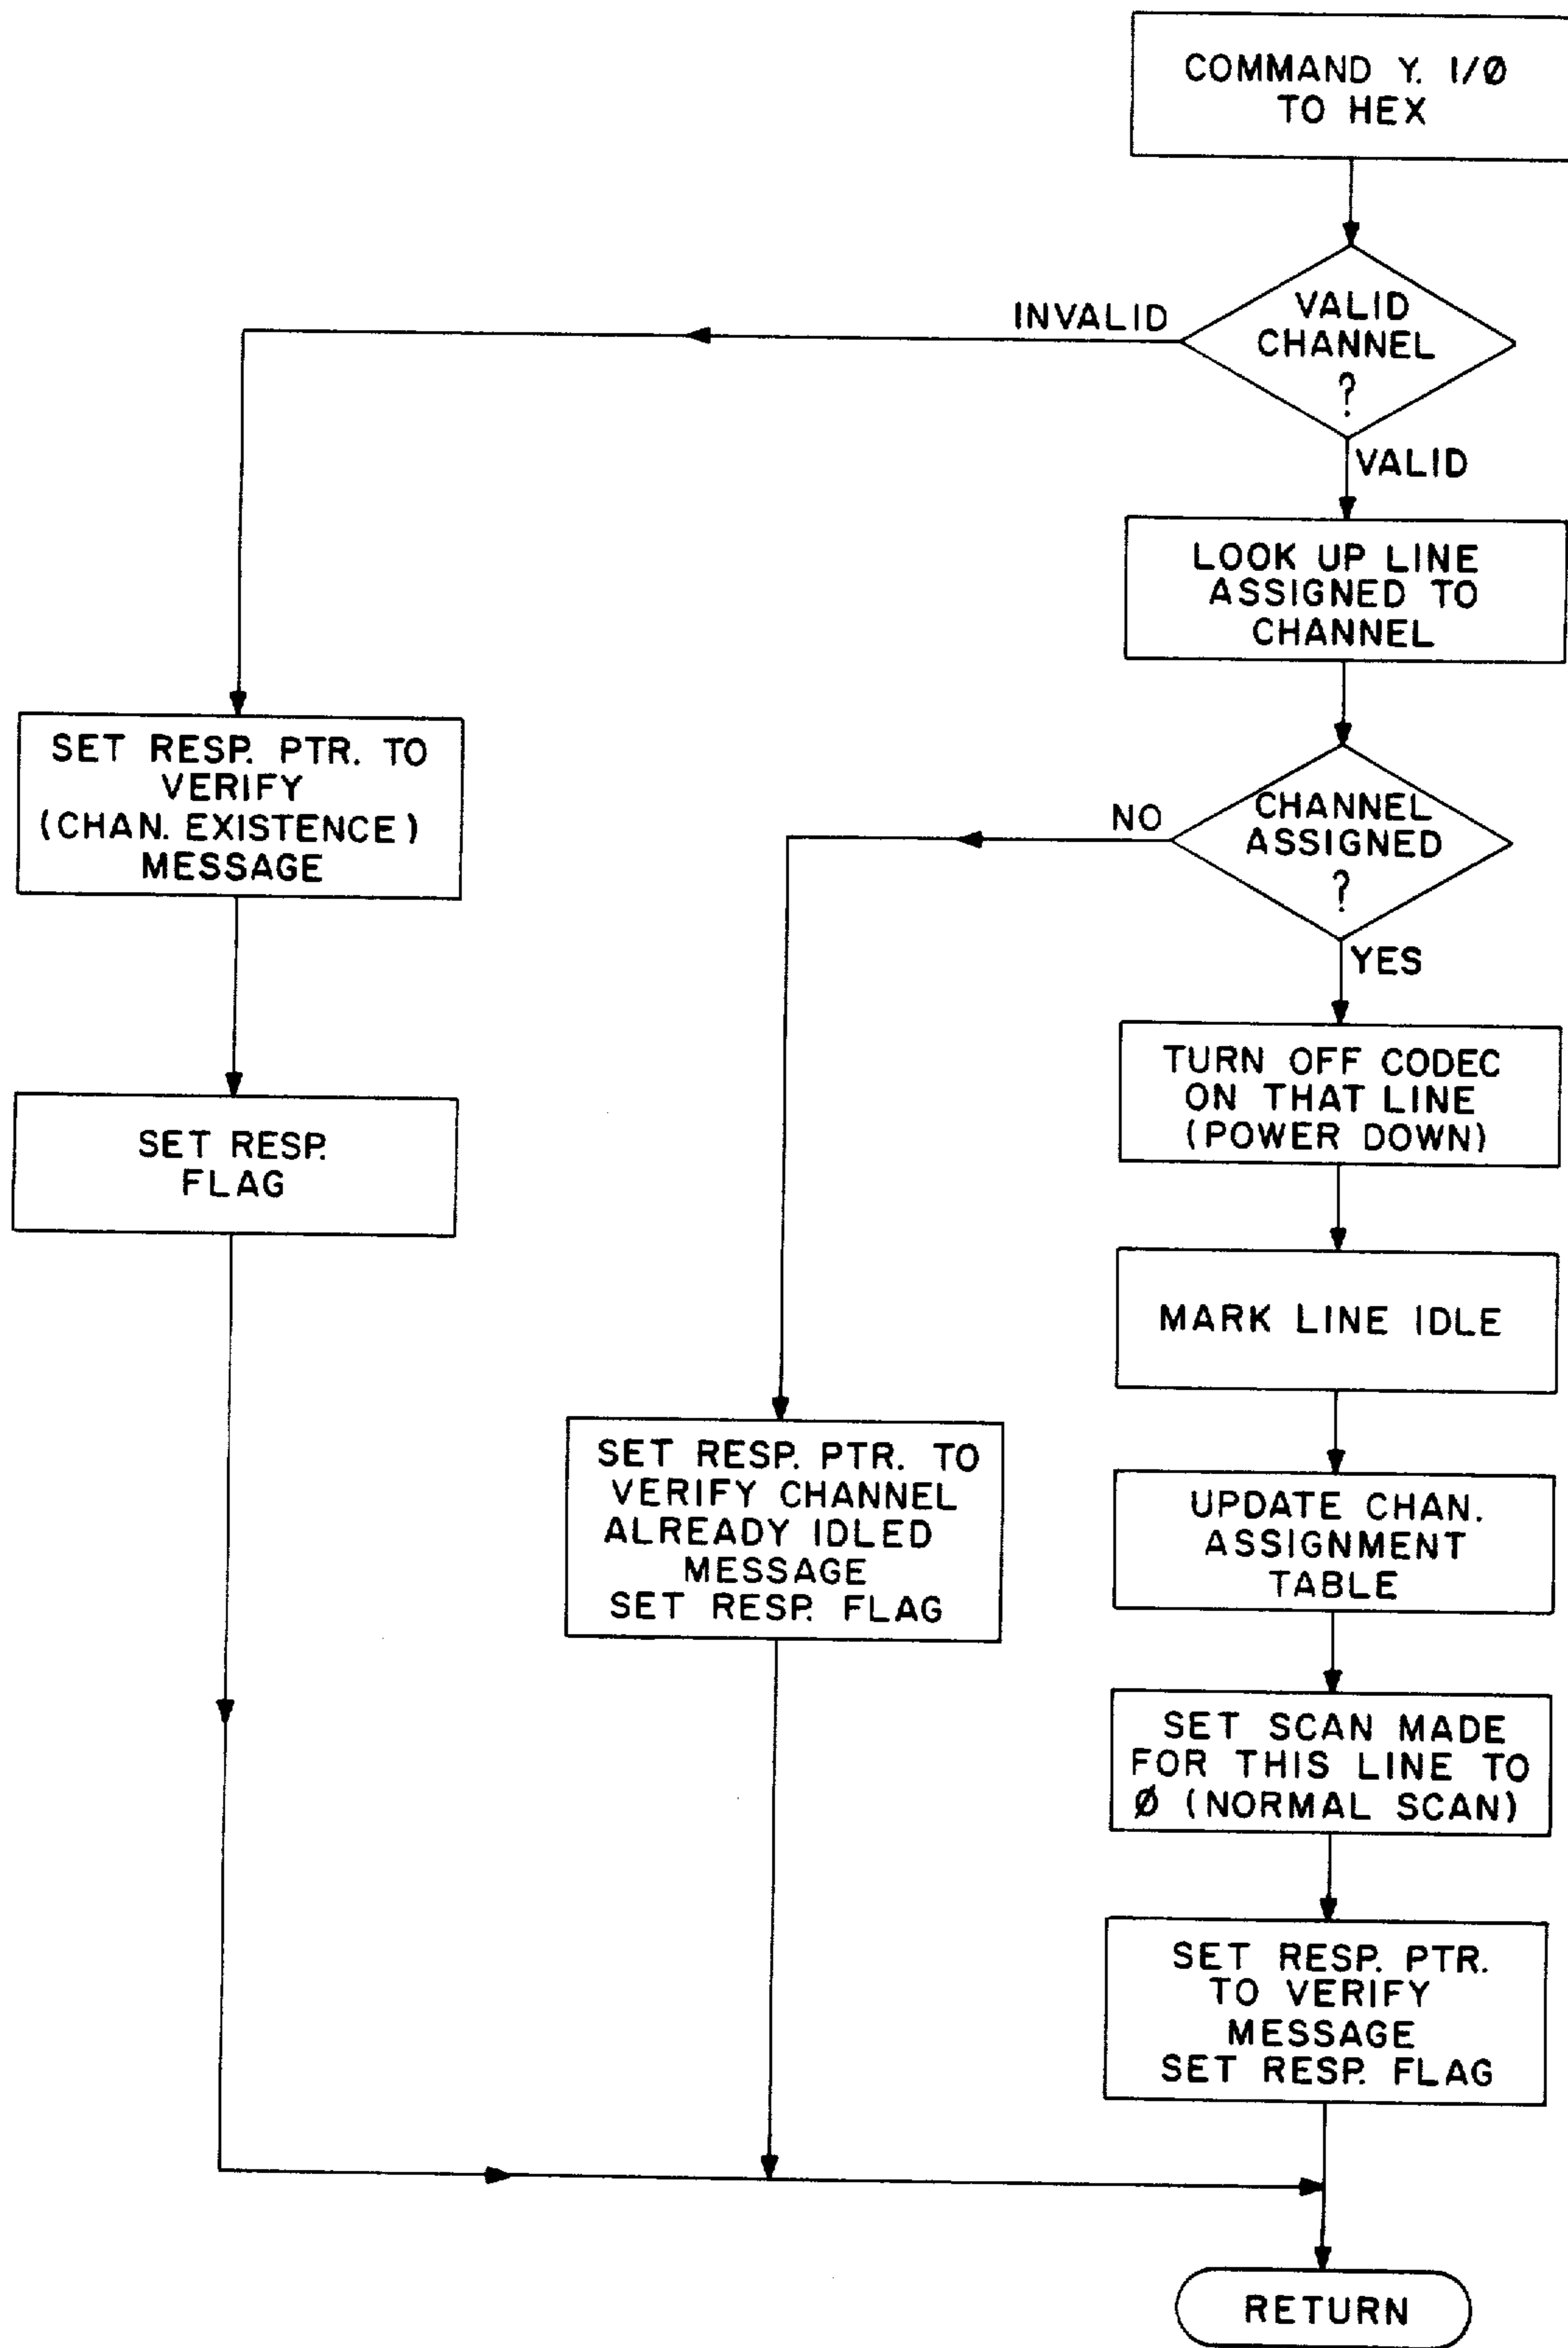 COMMAND Y. I/Ø
TO HEX
VALID
CHANNEL
?
INVALID
VALID
LOOK UP LINE
ASSIGNED TO
CHANNEL
SET RESP. PTR. TO
VERIFY
(CHAN. EXISTENCE)
MESSAGE
CHANNEL
ASSIGNED
?
NO
YES
TURN OFF CODEC
ON THAT LINE
(POWER DOWN)
SET RESP.
FLAG
MARK LINE IDLE
SET RESP. PTR. TO
VERIFY CHANNEL
ALREADY IDLED
MESSAGE
SET RESP. FLAG
UPDATE CHAN.
ASSIGNMENT
TABLE
SET SCAN MADE
FOR THIS LINE TO
Ø (NORMAL SCAN)
SET RESP. PTR.
TO VERIFY
MESSAGE
SET RESP. FLAG
RETURN